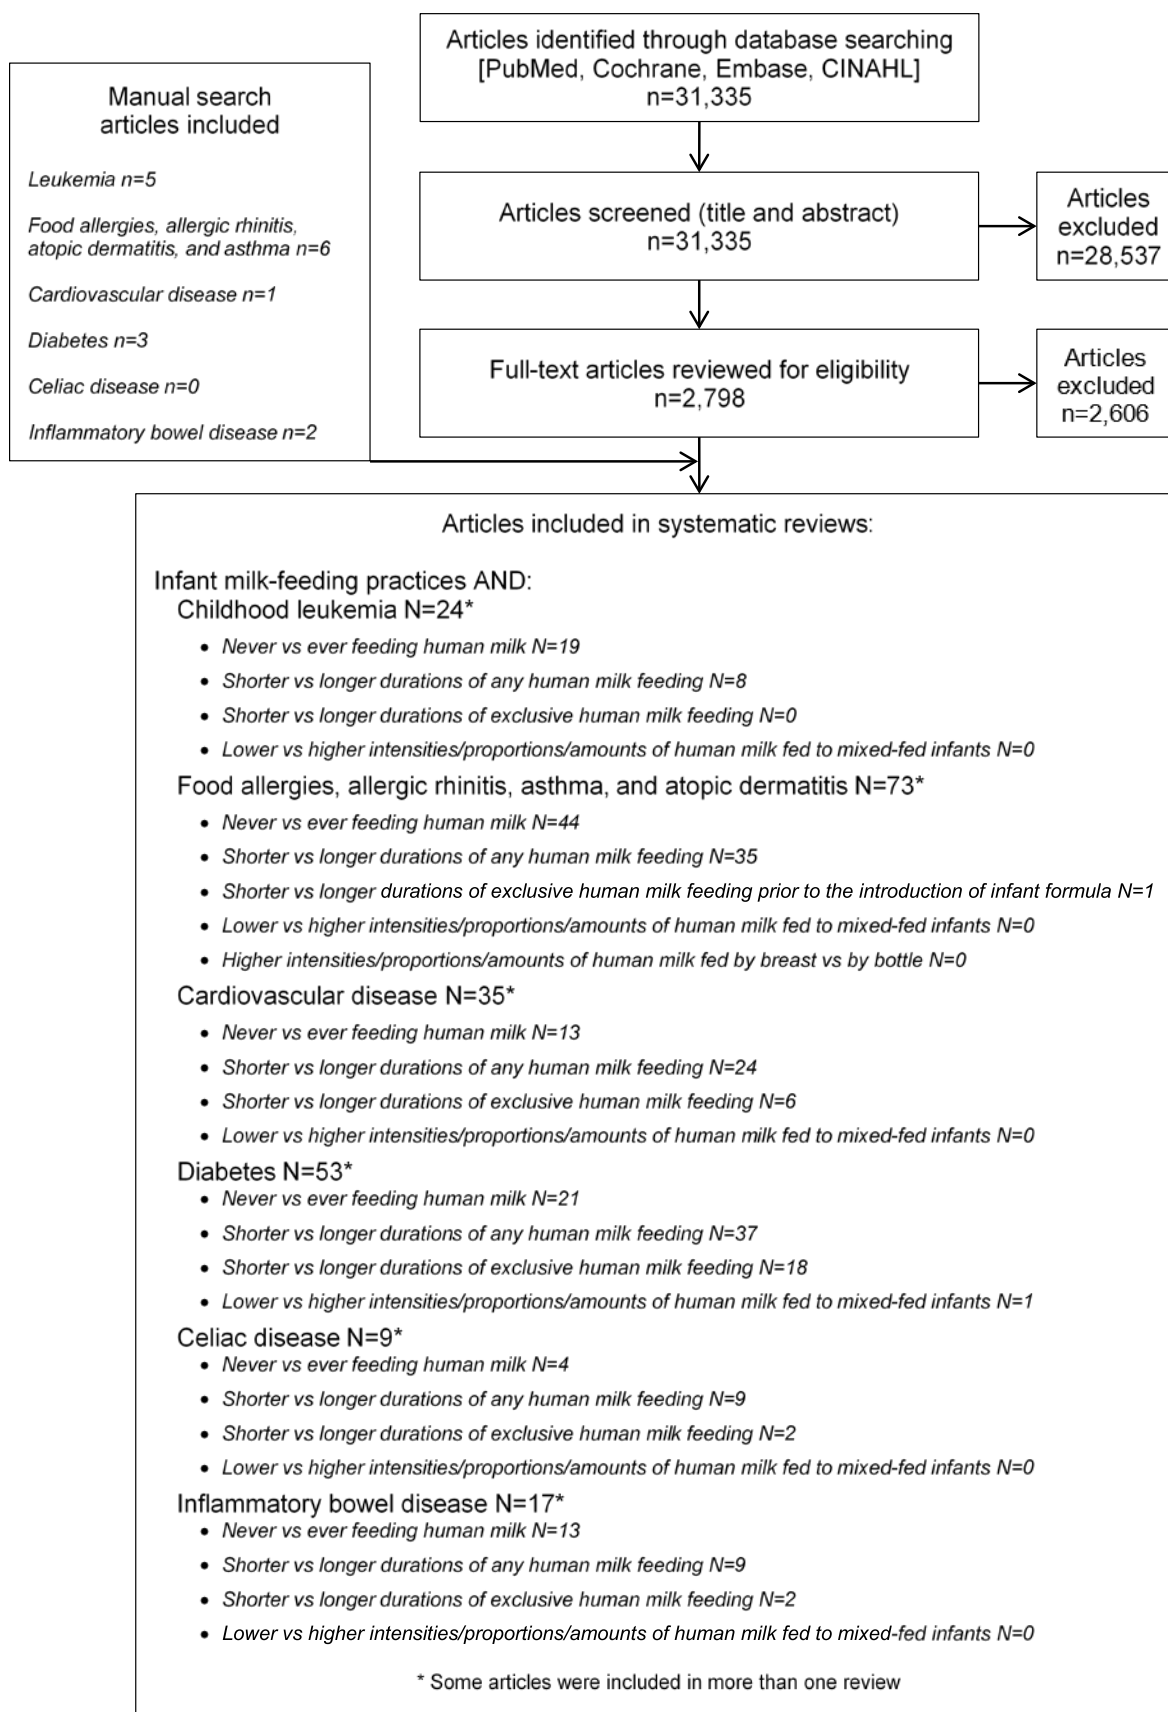 Articles identified through database searching
[PubMed, Cochrane, Embase, CINAHL]
n=31,335
Manual search
articles included
Leukemia n=5
Food allergies, allergic rhinitis,
atopic dermatitis, and asthma n=6
Cardiovascular disease n=1
Diabetes n=3
Celiac disease n=0
Inflammatory bowel disease n=2
Articles screened (title and abstract)
n=31,335
Articles
excluded
n=28,537
Full-text articles reviewed for eligibility
n=2,798
Articles
excluded
n=2,606
Articles included in systematic reviews:
Infant milk-feeding practices AND:
Childhood leukemia N=24*
• Never vs ever feeding human milk N=19
• Shorter vs longer durations of any human milk feeding N=8
• Shorter vs longer durations of exclusive human milk feeding N=0
• Lower vs higher intensities/proportions/amounts of human milk fed to mixed-fed infants N=0
Food allergies, allergic rhinitis, asthma, and atopic dermatitis N=73*
• Never vs ever feeding human milk N=44
• Shorter vs longer durations of any human milk feeding N=35
• Shorter vs longer durations of exclusive human milk feeding prior to the introduction of infant formula N=1
• Lower vs higher intensities/proportions/amounts of human milk fed to mixed-fed infants N=0
• Higher intensities/proportions/amounts of human milk fed by breast vs by bottle N=0
Cardiovascular disease N=35*
• Never vs ever feeding human milk N=13
• Shorter vs longer durations of any human milk feeding N=24
• Shorter vs longer durations of exclusive human milk feeding N=6
• Lower vs higher intensities/proportions/amounts of human milk fed to mixed-fed infants N=0
Diabetes N=53*
• Never vs ever feeding human milk N=21
• Shorter vs longer durations of any human milk feeding N=37
• Shorter vs longer durations of exclusive human milk feeding N=18
• Lower vs higher intensities/proportions/amounts of human milk fed to mixed-fed infants N=1
Celiac disease N=9*
• Never vs ever feeding human milk N=4
• Shorter vs longer durations of any human milk feeding N=9
• Shorter vs longer durations of exclusive human milk feeding N=2
• Lower vs higher intensities/proportions/amounts of human milk fed to mixed-fed infants N=0
Inflammatory bowel disease N=17*
• Never vs ever feeding human milk N=13
• Shorter vs longer durations of any human milk feeding N=9
• Shorter vs longer durations of exclusive human milk feeding N=2
• Lower vs higher intensities/proportions/amounts of human milk fed to mixed-fed infants N=0
* Some articles were included in more than one review